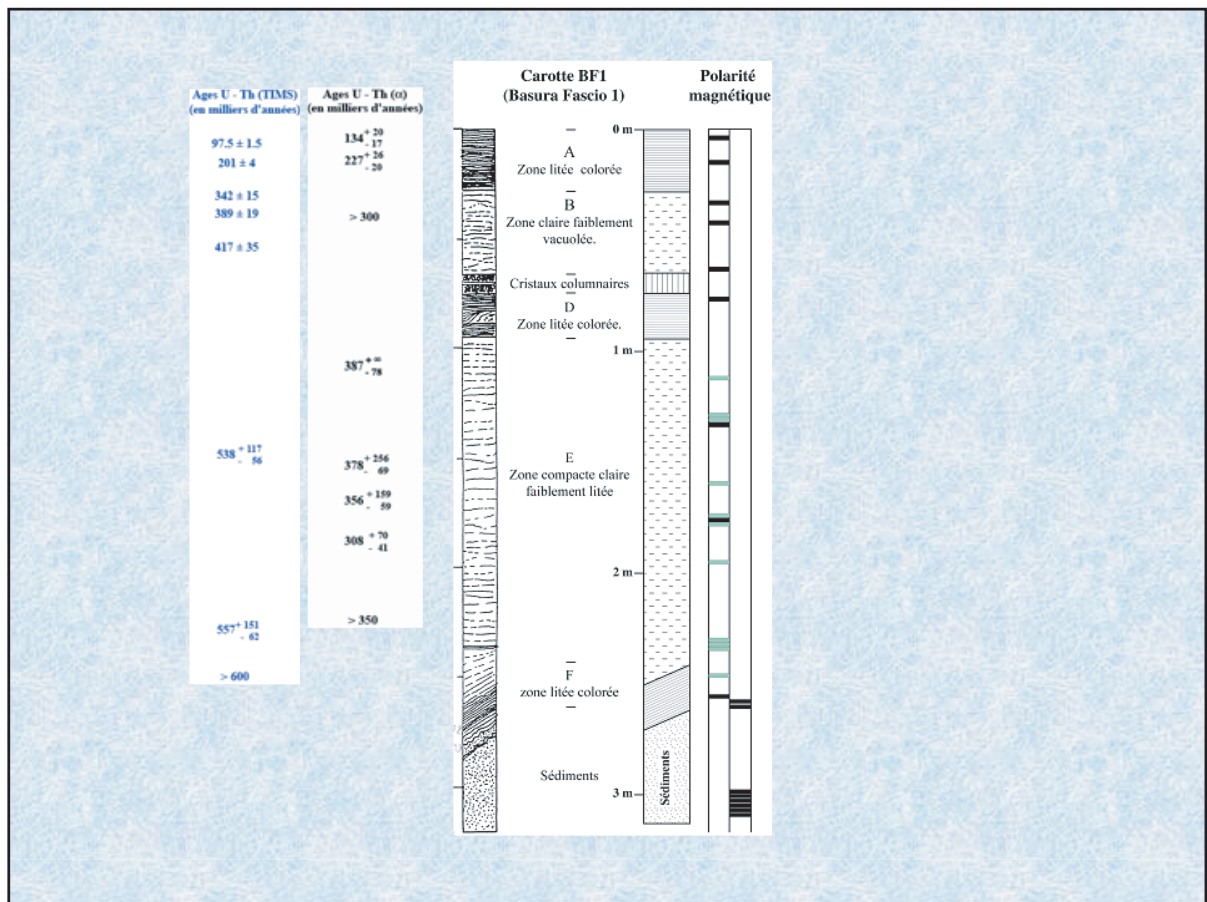 Ages U - Th (TIMS)
(en milliers d'années)
97.5 ± 1.5
201 ± 4
342 ± 15
389 ± 19
417 ± 35
538 + 117
- 56
557 + 151
- 62
> 600
Ages U - Th (α)
(en milliers d'années)
134 + 20
- 17
227 + 26
- 20
> 300
387 + ∞
- 78
378 + 256
- 69
356 + 159
- 59
308 + 70
- 41
> 350
Carotte BF1
(Basura Fascio 1)
A
Zone litée colorée
B
Zone claire faiblement
vacuolée.
Cristaux columnaires
D
Zone litée colorée.
E
Zone compacte claire
faiblement litée
F
zone litée colorée
Sédiments
0 m
1 m
2 m
3 m
Sédiments
Polarité
magnétique